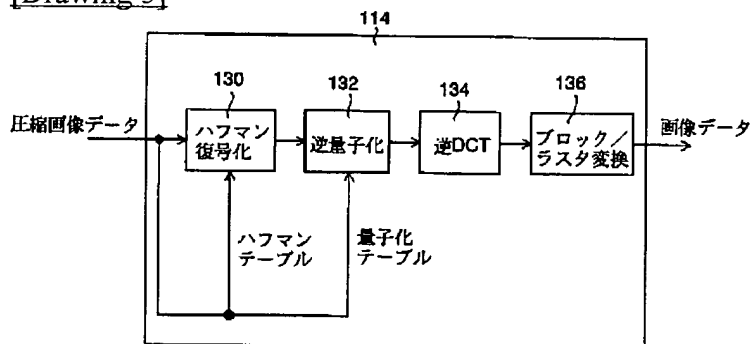 114
130
132
134
136
圧縮画像データ
ハフマン
復号化
逆量子化
逆DCT
ブロック/
ラスタ変換
画像データ
ハフマン
テーブル
量子化
テーブル